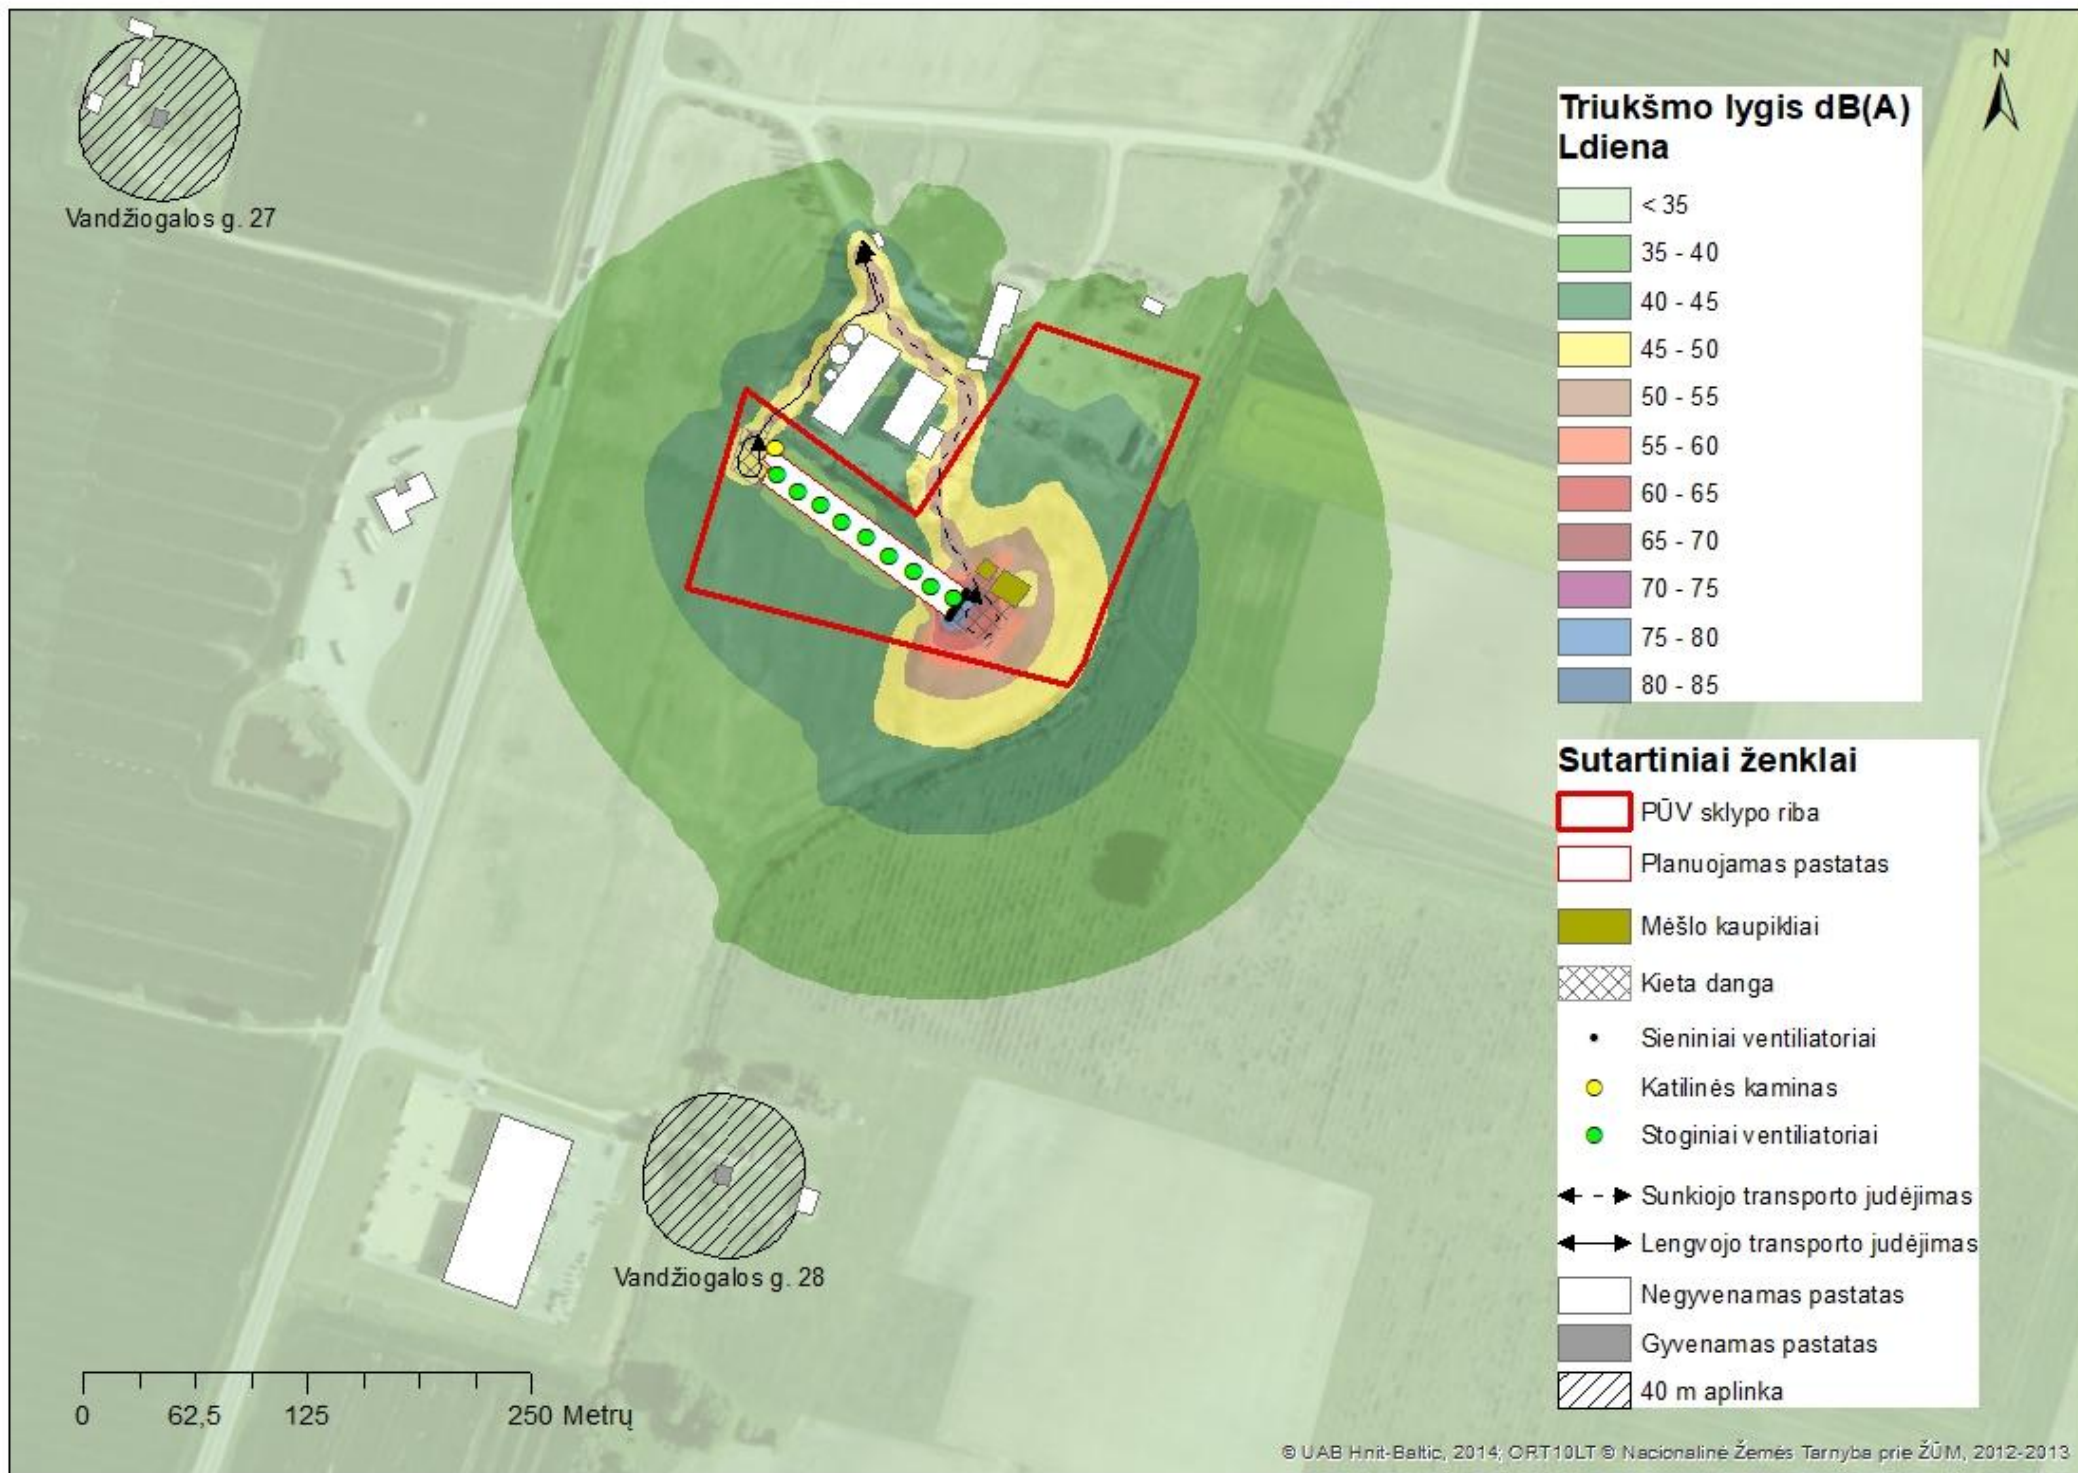 N
Vandžiogalos g. 27
Triukšmo lygis dB(A)
Ldiena
< 35
35 - 40
40 - 45
45 - 50
50 - 55
55 - 60
60 - 65
65 - 70
70 - 75
75 - 80
80 - 85
Sutartiniai ženklai
PŪV sklypo riba
Planuojamas pastatas
Mėšlo kaupikliai
Kieta danga
Sieniniai ventiliatoriai
Katilinės kaminas
Stoginiai ventiliatoriai
Sunkiojo transporto judėjimas
Lengvojo transporto judėjimas
Negyvenamas pastatas
Gyvenamas pastatas
40 m aplinka
Vandžiogalos g. 28
0 62,5 125 250 Metrų
© UAB Hnit-Baltic, 2014; ORT10LT © Nacionalinė Žemės Tarnyba prie ŽŪM, 2012-2013